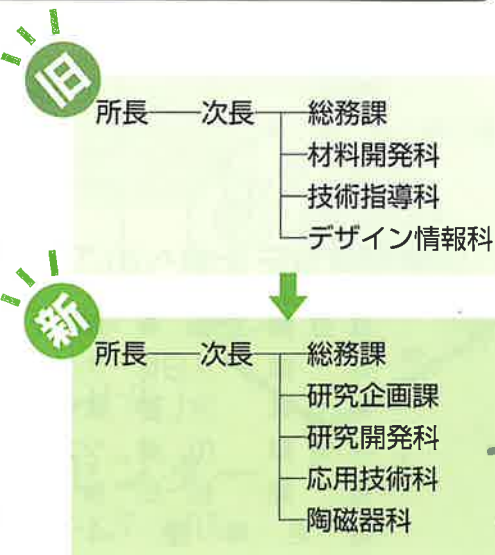 旧
所長 次長 総務課
材料開発科
技術指導科
デザイン情報科
新
所長 次長 総務課
研究企画課
研究開発科
応用技術科
陶磁器科